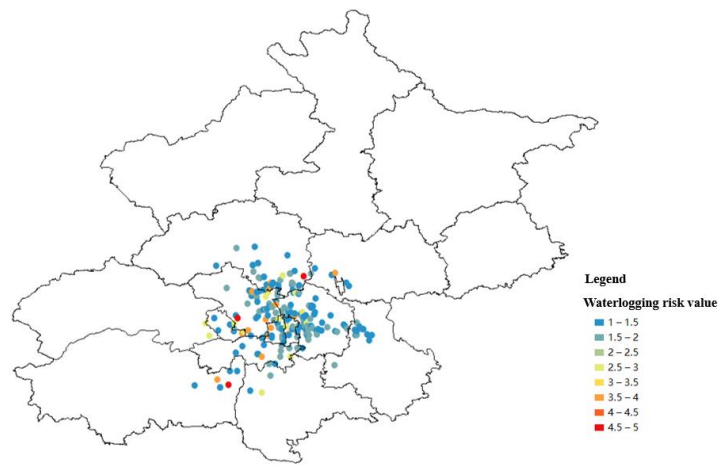 Legend
Waterlogging risk value
1 – 1.5
1.5 – 2
2 – 2.5
2.5 – 3
3 – 3.5
3.5 – 4
4 – 4.5
4.5 – 5